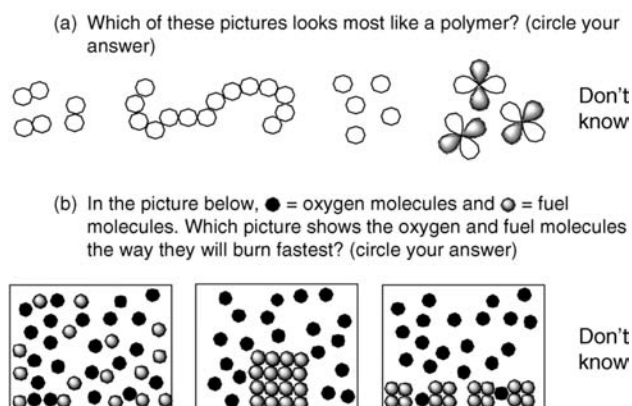 (a) Which of these pictures looks most like a polymer? (circle your
answer)
Don't
know
(b) In the picture below, ● = oxygen molecules and = fuel
molecules. Which picture shows the oxygen and fuel molecules
the way they will burn fastest? (circle your answer)
Don't
know